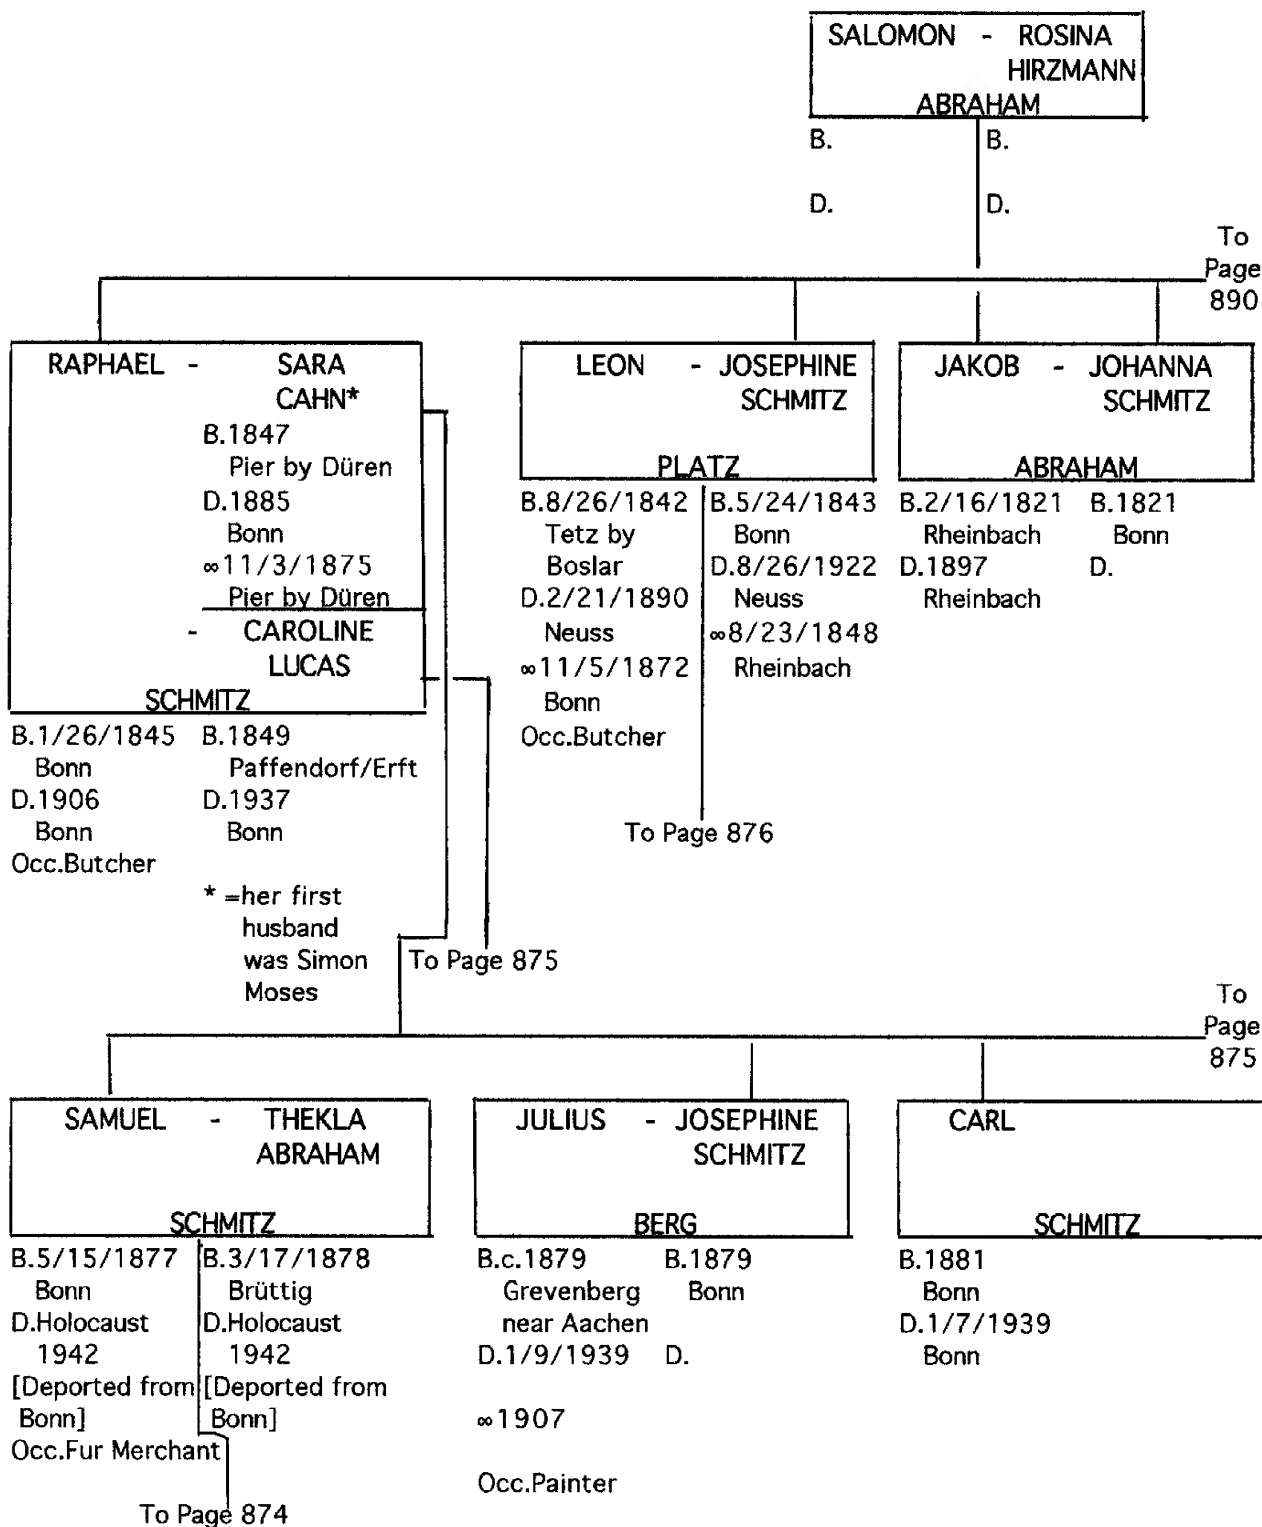 SALOMON - ROSINA
HIRZMANN
ABRAHAM
B. B.
D. D.
To
Page
890
RAPHAEL - SARA
CAHN*
B.1847
Pier by Düren
D.1885
Bonn
∞11/3/1875
Pier by Düren
- CAROLINE
LUCAS
SCHMITZ
B.1/26/1845 B.1849
Bonn Paffendorf/Erft
D.1906 D.1937
Bonn Bonn
Occ.Butcher
* =her first
husband
was Simon
Moses
To Page 875
LEON - JOSEPHINE
SCHMITZ
PLATZ
B.8/26/1842 B.5/24/1843
Tetz by Bonn
Boslar D.8/26/1922
D.2/21/1890 Neuss
Neuss ∞8/23/1848
∞11/5/1872 Rheinbach
Bonn
Occ.Butcher
To Page 876
JAKOB - JOHANNA
SCHMITZ
ABRAHAM
B.2/16/1821 B.1821
Rheinbach Bonn
D.1897 D.
Rheinbach
To
Page
875
SAMUEL - THEKLA
ABRAHAM
SCHMITZ
B.5/15/1877 B.3/17/1878
Bonn Brüttig
D.Holocaust D.Holocaust
1942 1942
[Deported from [Deported from
Bonn] Bonn]
Occ.Fur Merchant
To Page 874
JULIUS - JOSEPHINE
SCHMITZ
BERG
B.c.1879 B.1879
Grevenberg Bonn
near Aachen
D.1/9/1939 D.
∞1907
Occ.Painter
CARL
SCHMITZ
B.1881
Bonn
D.1/7/1939
Bonn